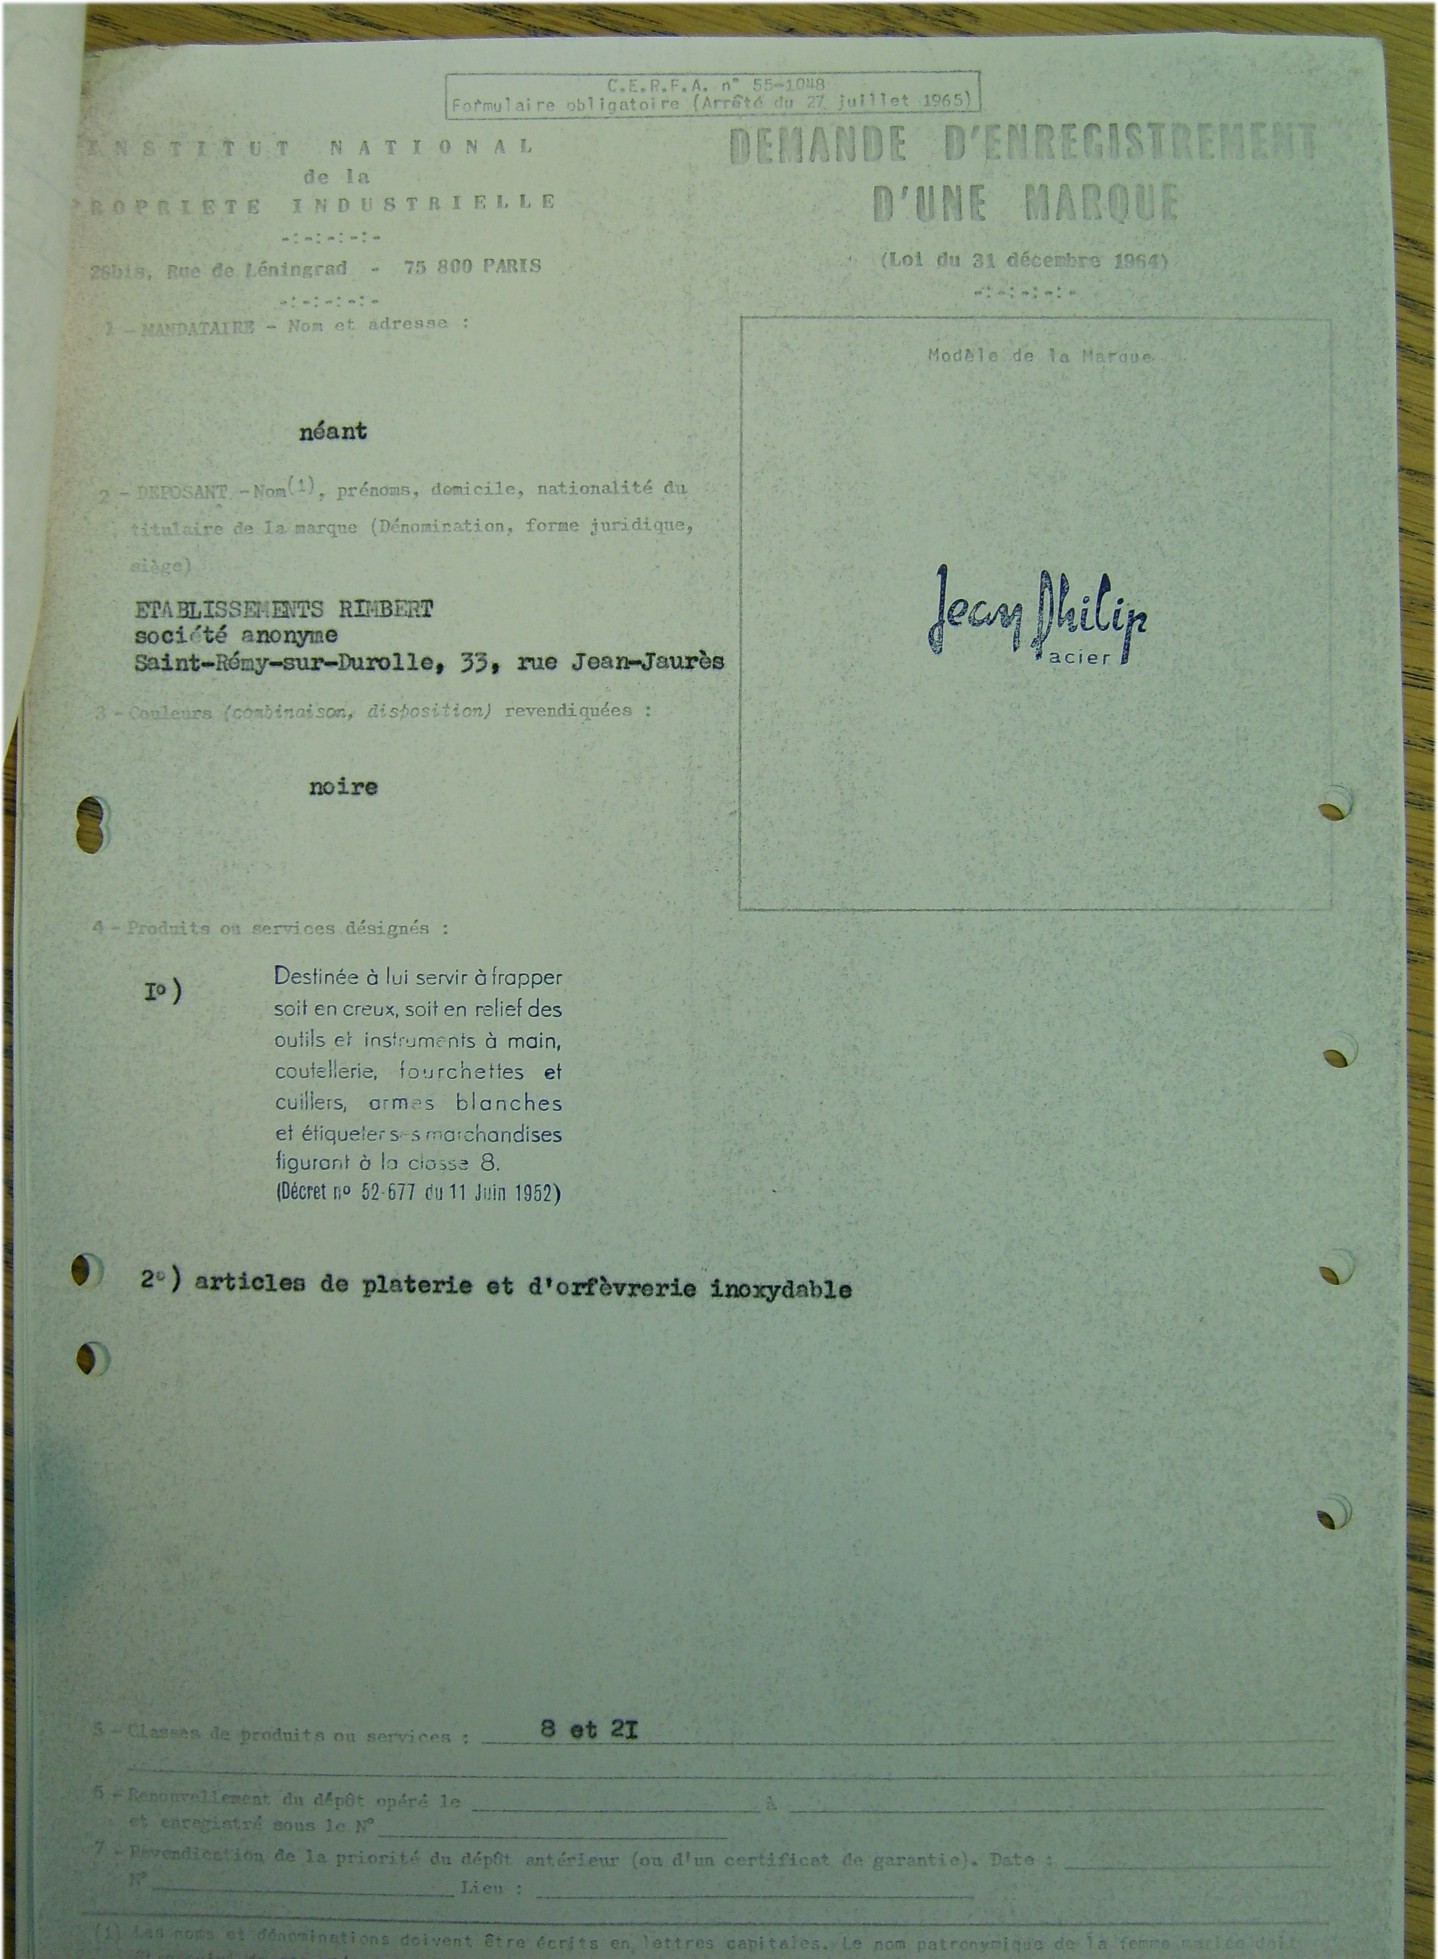 C.E.R.F.A. n° 55-1048
Formulaire obligatoire (Arrêté du 27 juillet 1965)
INSTITUT NATIONAL
de la
PROPRIETE INDUSTRIELLE
-:-:-:-:-
26bis, Rue de Léningrad - 75 800 PARIS
-:-:-:-:-
DEMANDE D'ENREGISTREMENT
D'UNE MARQUE
(Loi du 31 décembre 1964)
-:-:-:-:-
1 - MANDATAIRE - Nom et adresse :
néant
2 - DEPOSANT - Nom(1), prénoms, domicile, nationalité du
titulaire de la marque (Dénomination, forme juridique,
siège)
ETABLISSEMENTS RIMBERT
société anonyme
Saint-Rémy-sur-Durolle, 33, rue Jean-Jaurès
3 - Couleurs (combinaison, disposition) revendiquées :
noire
Modèle de la Marque
Jean Philip
acier
4 - Produits ou services désignés :
I°)
Destinée à lui servir à frapper
soit en creux, soit en relief des
outils et instruments à main,
coutellerie, fourchettes et
cuillers, armes blanches
et étiqueter ses marchandises
figurant à la classe 8.
(Décret n° 52-677 du 11 Juin 1952)
2°) articles de platerie et d'orfèvrerie inoxydable
5 - Classes de produits ou services : 8 et 2I
6 - Renouvellement du dépôt opéré le à
et enregistré sous le N°
7 - Revendication de la priorité du dépôt antérieur (ou d'un certificat de garantie). Date :
N° Lieu :
(1) Les noms et dénominations doivent être écrits en lettres capitales. Le nom patronymique de la femme mariée doit